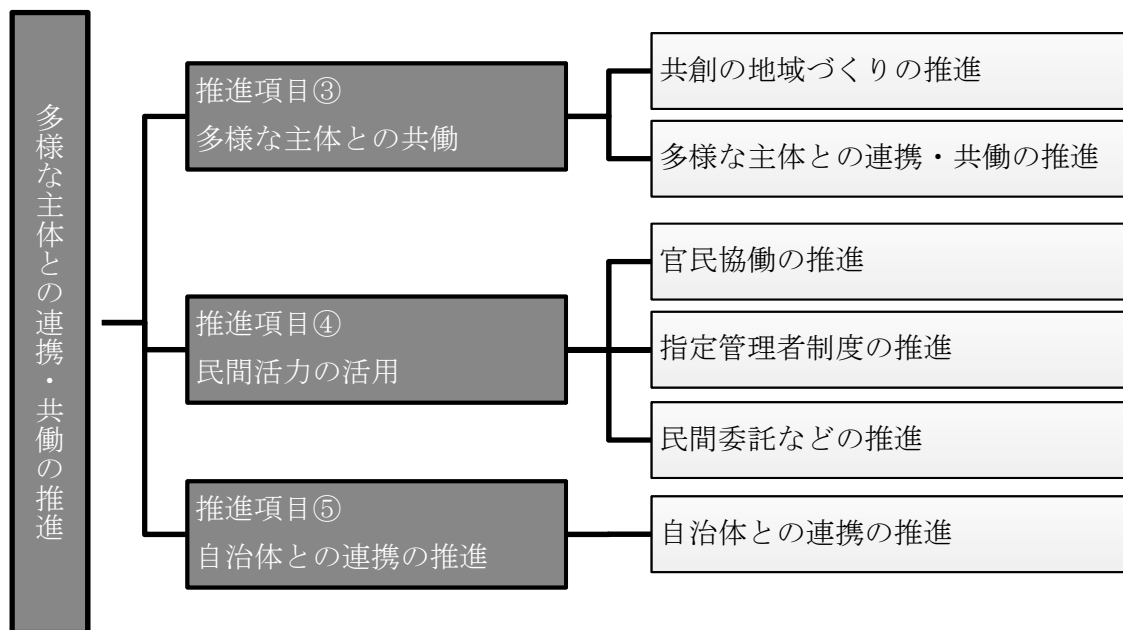 多様な主体との連携・共働の推進
推進項目③
多様な主体との共働
共創の地域づくりの推進
多様な主体との連携・共働の推進
推進項目④
民間活力の活用
官民協働の推進
指定管理者制度の推進
民間委託などの推進
推進項目⑤
自治体との連携の推進
自治体との連携の推進